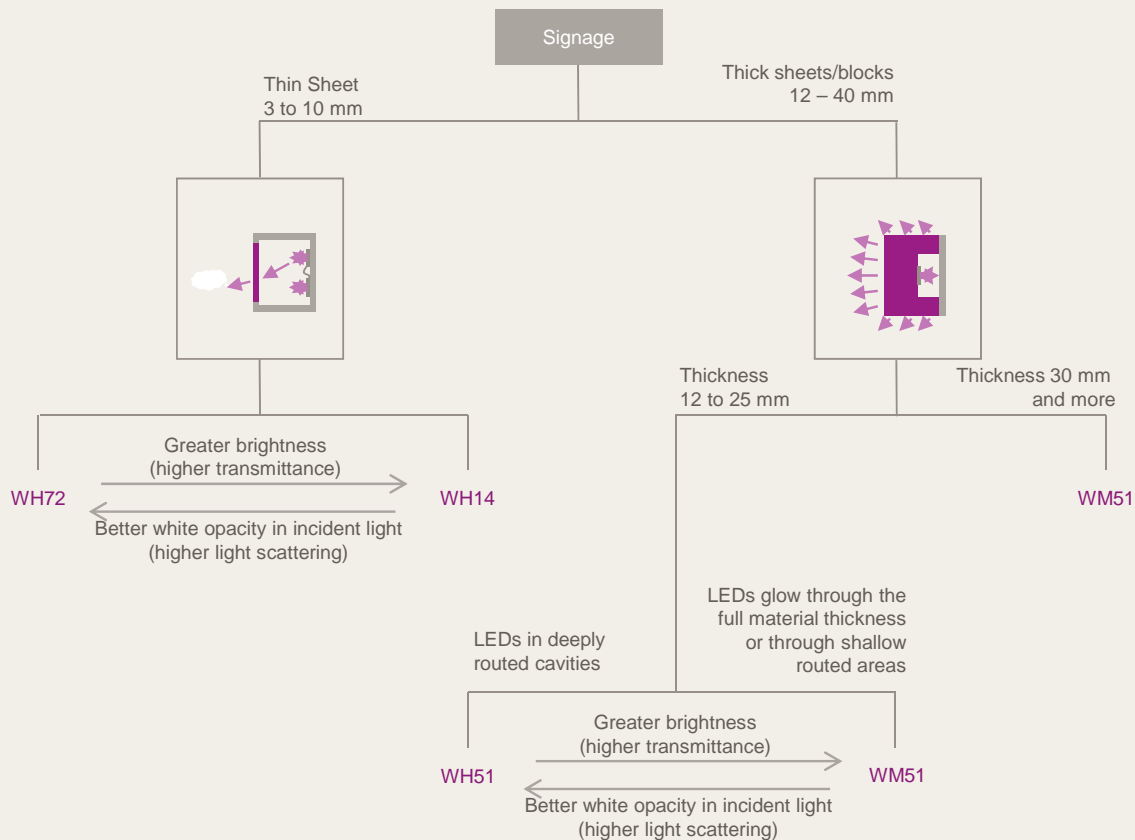 Signage
Thin Sheet
3 to 10 mm
Thick sheets/blocks
12 – 40 mm
Thickness
12 to 25 mm
Thickness 30 mm
and more
Greater brightness
(higher transmittance)
WH72
WH14
WM51
Better white opacity in incident light
(higher light scattering)
LEDs in deeply
routed cavities
LEDs glow through the
full material thickness
or through shallow
routed areas
Greater brightness
(higher transmittance)
WH51
WM51
Better white opacity in incident light
(higher light scattering)